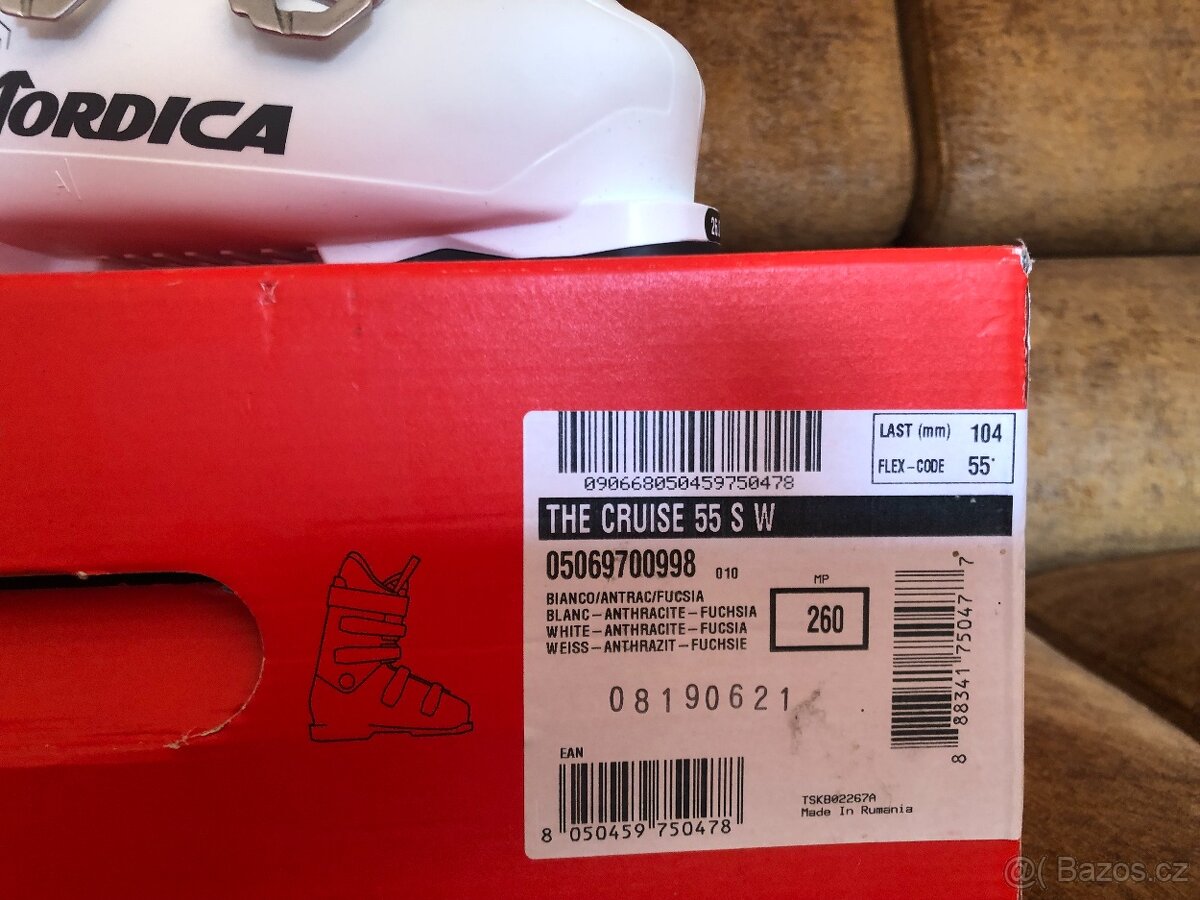 NORDICA
26.
LAST (mm) 104
FLEX-CODE 55
090668050459750478
THE CRUISE 55 S W
05069700998 010
BIANCO/ANTRAC/FUCSIA
BLANC-ANTHRACITE-FUCHSIA
WHITE-ANTHRACITE-FUCSIA
WEISS-ANTHRAZIT-FUCHSIE
MP
260
08190621
8 88341 75047 7
EAN
8 050459 750478
TSKB02267A
Made In Rumania
@( Bazos.cz